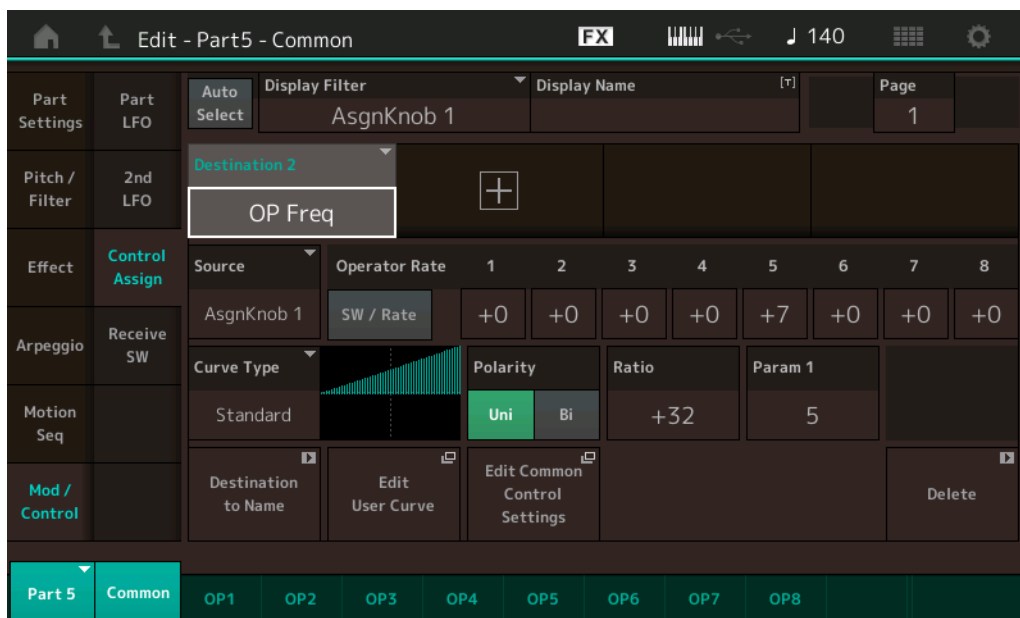 Edit - Part5 - Common
FX
♩ 140
Part
Settings
Part
LFO
Auto
Select
Display Filter
AsgnKnob 1
Display Name
[T]
Page
1
Pitch /
Filter
2nd
LFO
Destination 2
OP Freq
Effect
Control
Assign
Source
AsgnKnob 1
Operator Rate 1 2 3 4 5 6 7 8
SW / Rate +0 +0 +0 +0 +7 +0 +0 +0
Arpeggio
Receive
SW
Curve Type
Standard
Polarity
Uni Bi
Ratio
+32
Param 1
5
Motion
Seq
Mod /
Control
Destination
to Name
Edit
User Curve
Edit Common
Control
Settings
Delete
Part 5 Common OP1 OP2 OP3 OP4 OP5 OP6 OP7 OP8